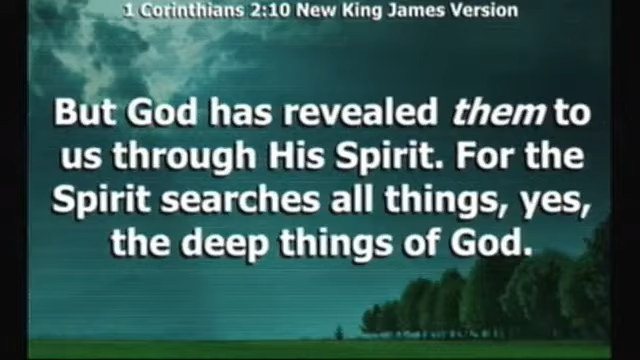 1 Corinthians 2:10 New King James Version
But God has revealed them to
us through His Spirit. For the
Spirit searches all things, yes,
the deep things of God.